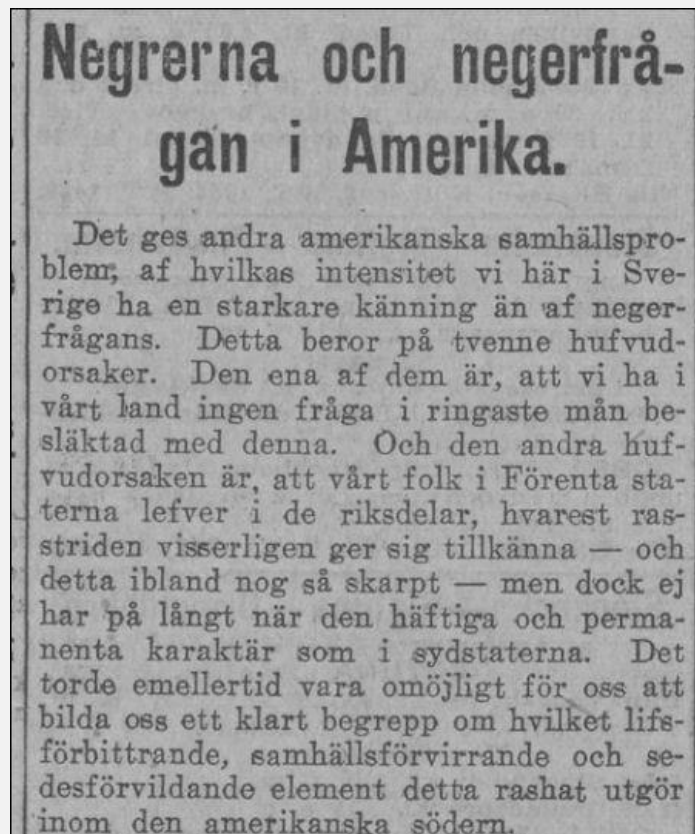 Negrerna och negerfrå-
gan i Amerika.
Det ges andra amerikanska samhällspro-
blem, af hvilkas intensitet vi här i Sve-
rige ha en starkare känning än af neger-
frågans. Detta beror på tvenne hufvud-
orsaker. Den ena af dem är, att vi ha i
vårt land ingen fråga i ringaste mån be-
släktad med denna. Och den andra huf-
vudorsaken är, att vårt folk i Förenta sta-
terna lefver i de riksdelar, hvarest ras-
striden visserligen ger sig tillkänna — och
detta ibland nog så skarpt — men dock ej
har på långt när den häftiga och perma-
nenta karaktär som i sydstaterna. Det
torde emellertid vara omöjligt för oss att
bilda oss ett klart begrepp om hvilket lifs-
förbittrande, samhällsförvirrande och se-
desförvildande element detta rashat utgör
inom den amerikanska södern.